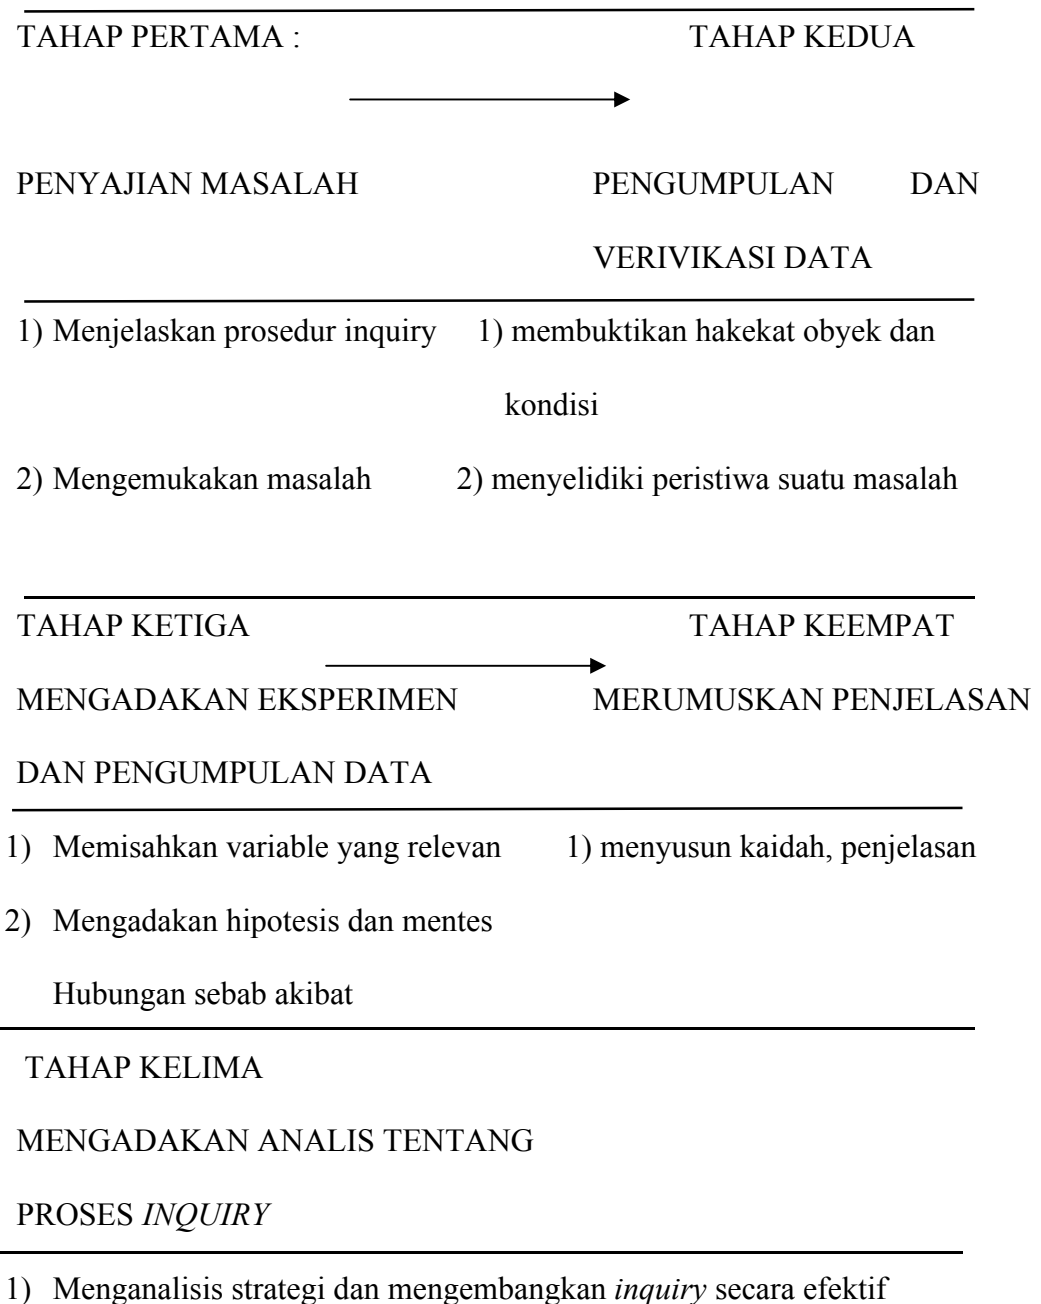 TAHAP PERTAMA : TAHAP KEDUA
PENYAJIAN MASALAH PENGUMPULAN DAN
VERIVIKASI DATA
1) Menjelaskan prosedur inquiry 1) membuktikan hakekat obyek dan
kondisi
2) Mengemukakan masalah 2) menyelidiki peristiwa suatu masalah
TAHAP KETIGA TAHAP KEEMPAT
MENGADAKAN EKSPERIMEN MERUMUSKAN PENJELASAN
DAN PENGUMPULAN DATA
1) Memisahkan variable yang relevan 1) menyusun kaidah, penjelasan
2) Mengadakan hipotesis dan mentes
Hubungan sebab akibat
TAHAP KELIMA
MENGADAKAN ANALIS TENTANG
PROSES INQUIRY
1) Menganalisis strategi dan mengembangkan inquiry secara efektif